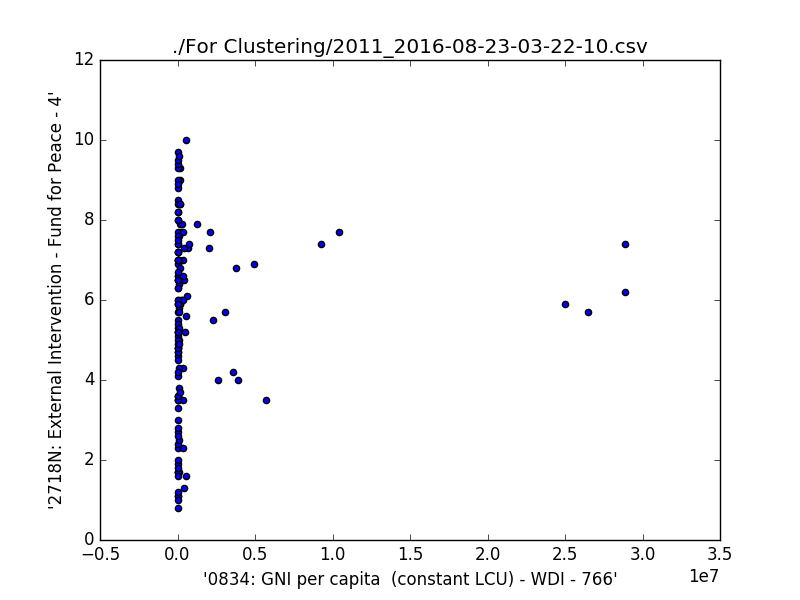 ./For Clustering/2011_2016-08-23-03-22-10.csv
12
10
8
6
4
2
0
'2718N: External Intervention - Fund for Peace - 4'
−0.5 0.0 0.5 1.0 1.5 2.0 2.5 3.0 3.5
1e7
'0834: GNI per capita  (constant LCU) - WDI - 766'